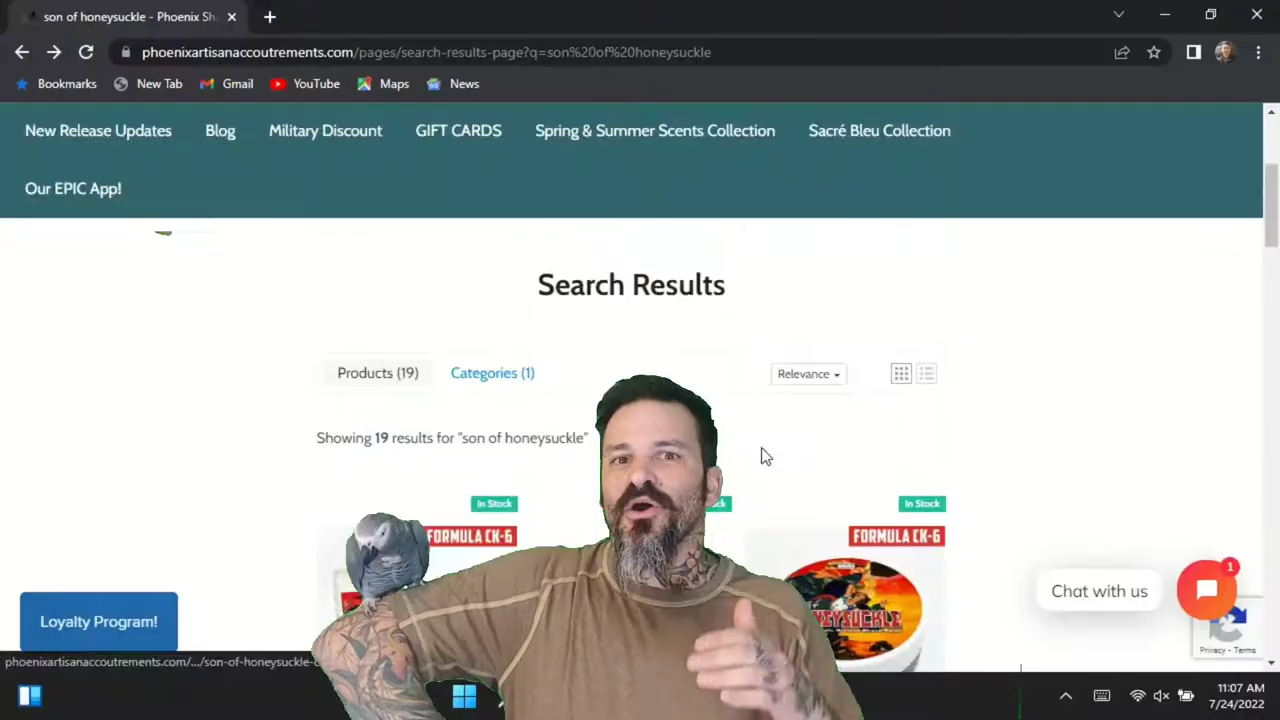 son of honeysuckle - Phoenix Sh
phoenixartisanaccoutrements.com/pages/search-results-page?q=son%20of%20honeysuckle
Bookmarks New Tab Gmail YouTube Maps News
New Release Updates Blog Military Discount GIFT CARDS Spring & Summer Scents Collection Sacré Bleu Collection
Our EPIC App!
Search Results
Products (19) Categories (1) Relevance
Showing 19 results for "son of honeysuckle"
In Stock
In Stock
FORMULA CK-6
FORMULA CK-6
1
Chat with us
Loyalty Program!
Privacy - Terms
phoenixartisanaccoutrements.com/.../son-of-honeysuckle-
11:07 AM
7/24/2022